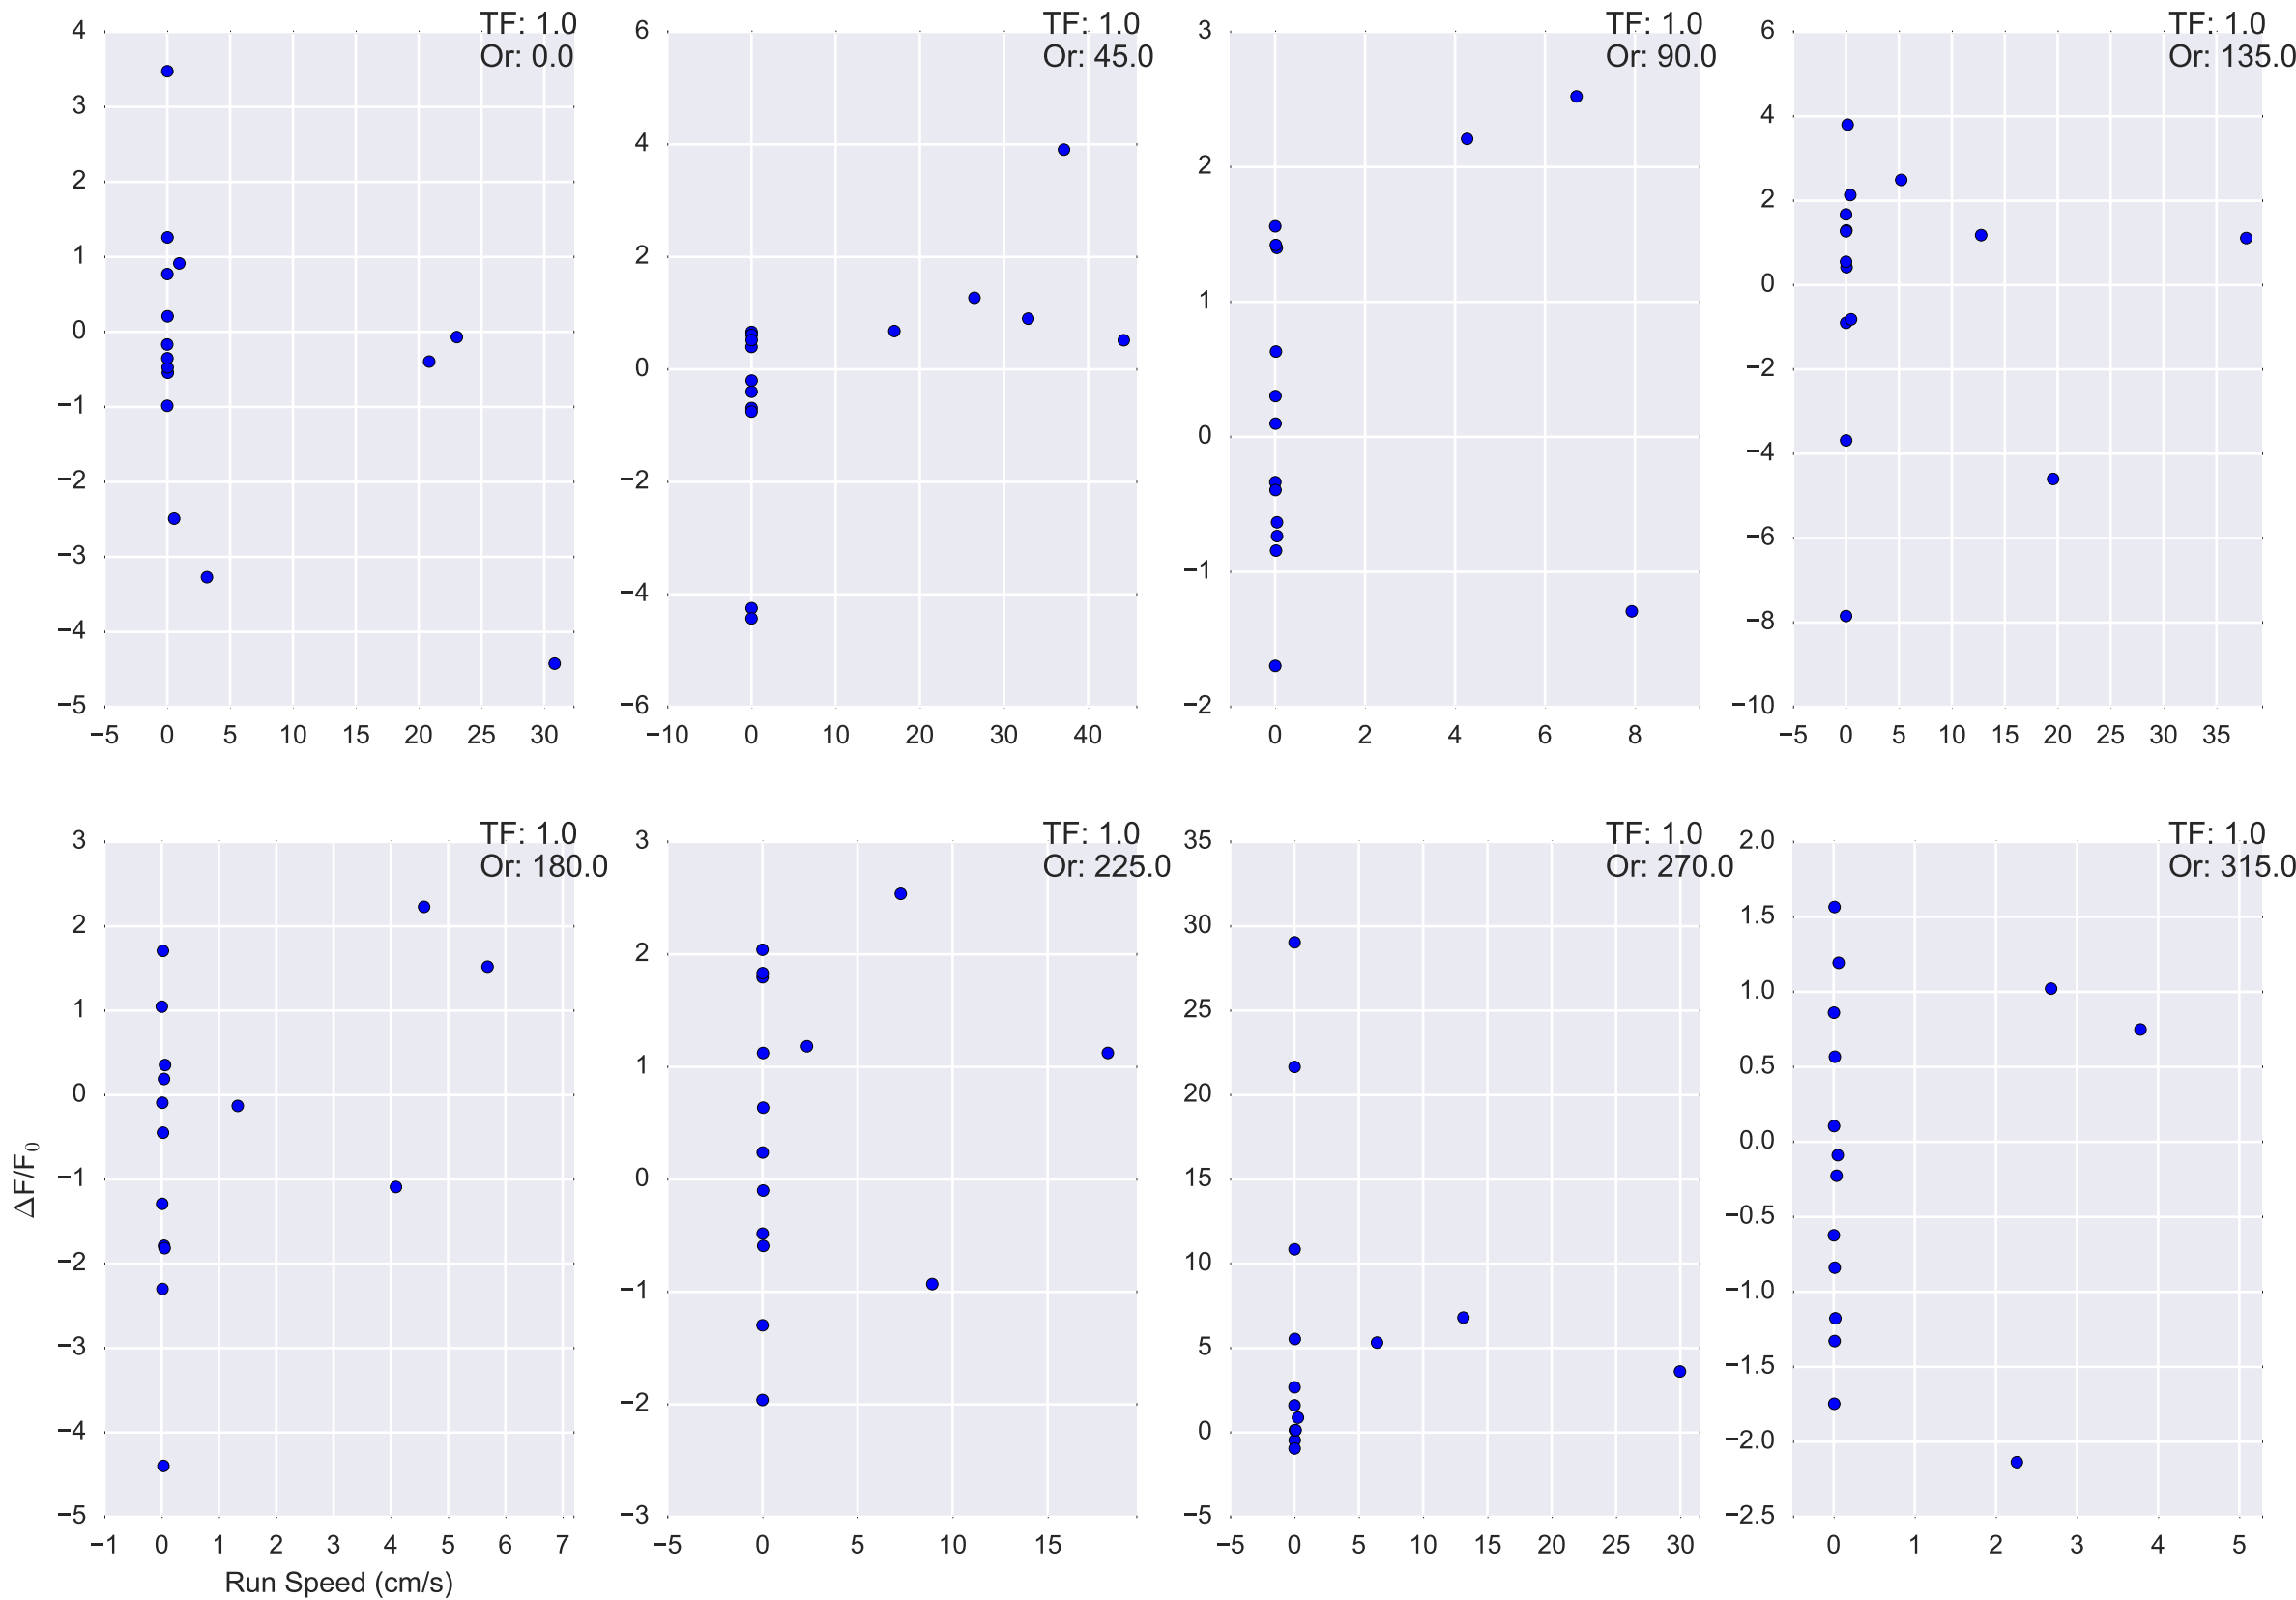 TF: 1.0
Or: 0.0
4
3
2
1
0
−1
−2
−3
−4
−5
−5 0 5 10 15 20 25 30
TF: 1.0
Or: 45.0
6
4
2
0
−2
−4
−6
−10 0 10 20 30 40
TF: 1.0
Or: 90.0
3
2
1
0
−1
−2
0 2 4 6 8
TF: 1.0
Or: 135.0
6
4
2
0
−2
−4
−6
−8
−10
−5 0 5 10 15 20 25 30 35
TF: 1.0
Or: 180.0
3
2
1
0
−1
−2
−3
−4
−5
−1 0 1 2 3 4 5 6 7
Run Speed (cm/s)
ΔF/F₀
TF: 1.0
Or: 225.0
3
2
1
0
−1
−2
−3
−5 0 5 10 15
TF: 1.0
Or: 270.0
35
30
25
20
15
10
5
0
−5
−5 0 5 10 15 20 25 30
TF: 1.0
Or: 315.0
2.0
1.5
1.0
0.5
0.0
−0.5
−1.0
−1.5
−2.0
−2.5
0 1 2 3 4 5